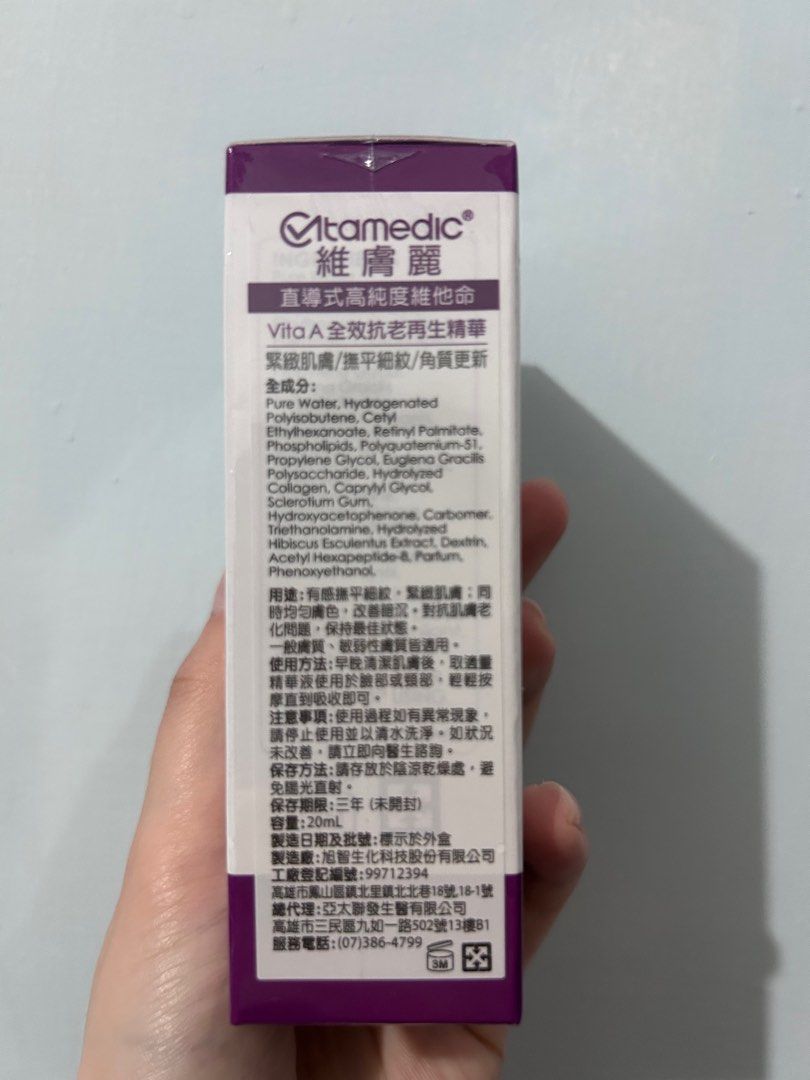 Vitamedic®
維膚麗
直導式高純度維他命
Vita A 全效抗老再生精華
緊緻肌膚/撫平細紋/角質更新
全成分:
Pure Water, Hydrogenated
Polyisobutene, Cetyl
Ethylhexanoate, Retinyl Palmitate,
Phospholipids, Polyquaternium-51,
Propylene Glycol, Euglena Gracilis
Polysaccharide, Hydrolyzed
Collagen, Caprylyl Glycol,
Sclerotium Gum,
Hydroxyacetophenone, Carbomer,
Triethanolamine, Hydrolyzed
Hibiscus Esculentus Extract, Dextrin,
Acetyl Hexapeptide-8, Parfum,
Phenoxyethanol.
用途:有感撫平細紋，緊緻肌膚；同
時均勻膚色，改善暗沉。對抗肌膚老
化問題，保持最佳狀態。
一般膚質、敏弱性膚質皆適用。
使用方法:早晚清潔肌膚後，取適量
精華液使用於臉部或頸部，輕輕按
摩直到吸收即可。
注意事項:使用過程如有異常現象，
請停止使用並以清水洗淨。如狀況
未改善，請立即向醫生諮詢。
保存方法:請存放於陰涼乾燥處，避
免陽光直射。
保存期限:三年 (未開封)
容量:20mL
製造日期及批號:標示於外盒
製造廠:旭智生化科技股份有限公司
工廠登記編號:99712394
高雄市鳳山區鎮北里鎮北北巷18號,18-1號
總代理:亞太聯發生醫有限公司
高雄市三民區九如一路502號13樓B1
服務電話:(07)386-4799
3M